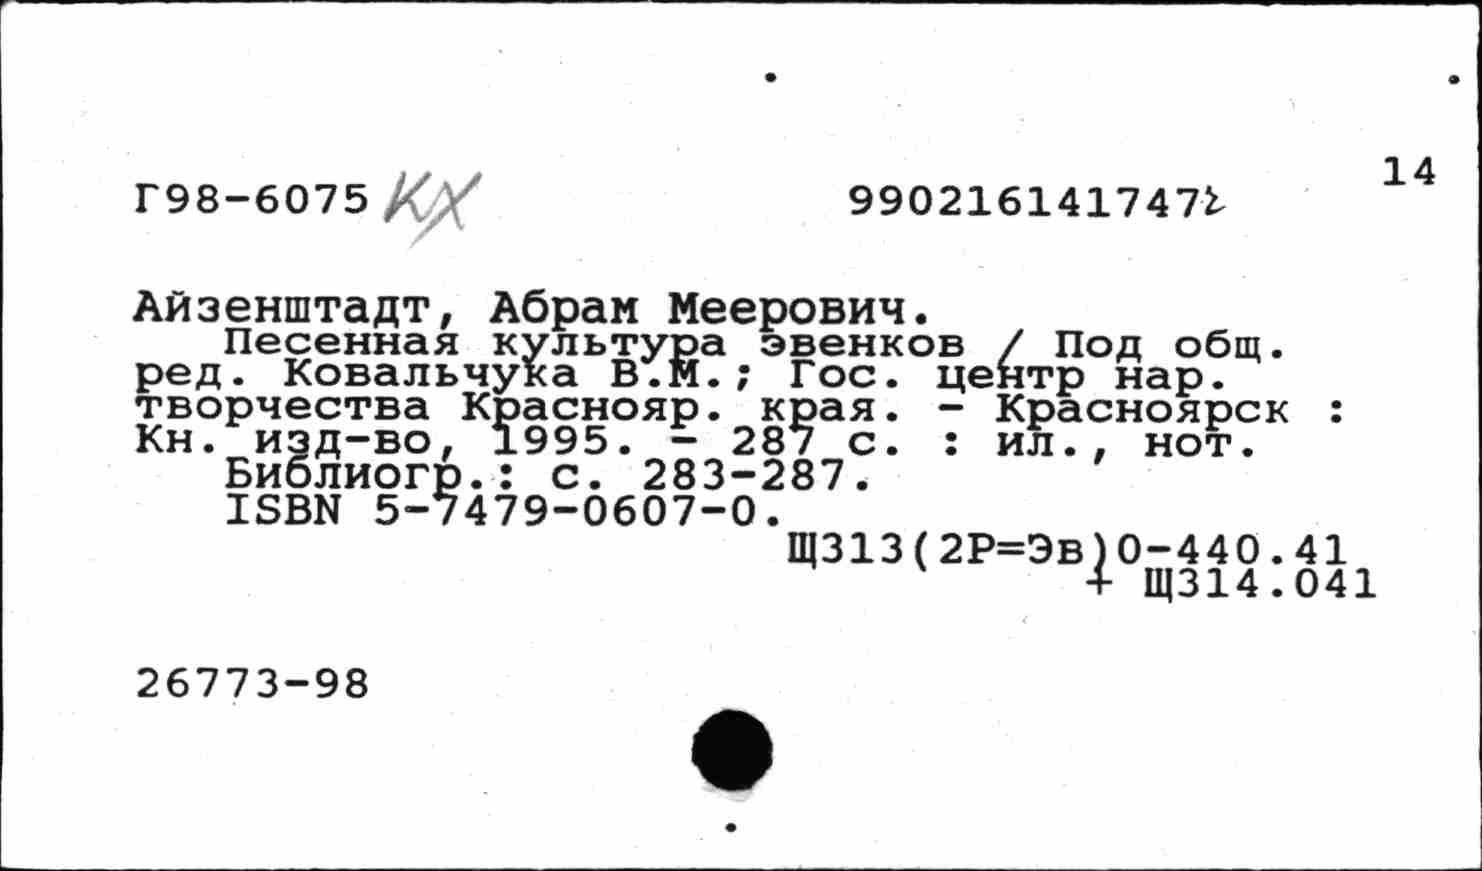 14
Г98-6075 КХ 990216141747
Айзенштадт, Абрам Меерович.
Песенная культура эвенков / Под общ.
ред. Ковальчука В.М.; Гос. центр нар.
творчества Краснояр. края. - Красноярск :
Кн. изд-во, 1995. - 287 с. : ил., нот.
Библиогр.: с. 283-287.
ISBN 5-7479-0607-0.
Щ313(2Р=Эв)0-440.41
+ Щ314.041
26773-98